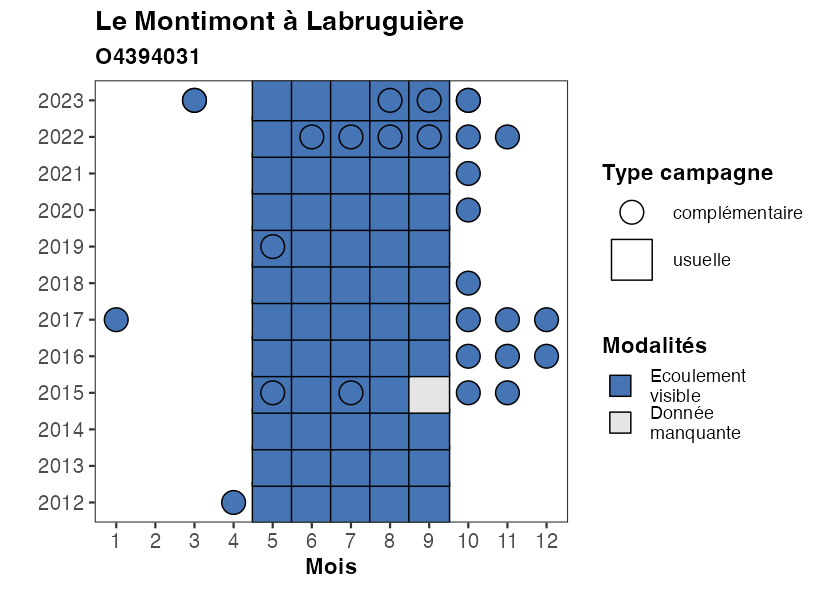 Le Montimont à Labruguière
O4394031
2023
2022
2021
2020
2019
2018
2017
2016
2015
2014
2013
2012
1 2 3 4 5 6 7 8 9 10 11 12
Mois
Type campagne
complémentaire
usuelle
Modalités
Ecoulement
visible
Donnée
manquante